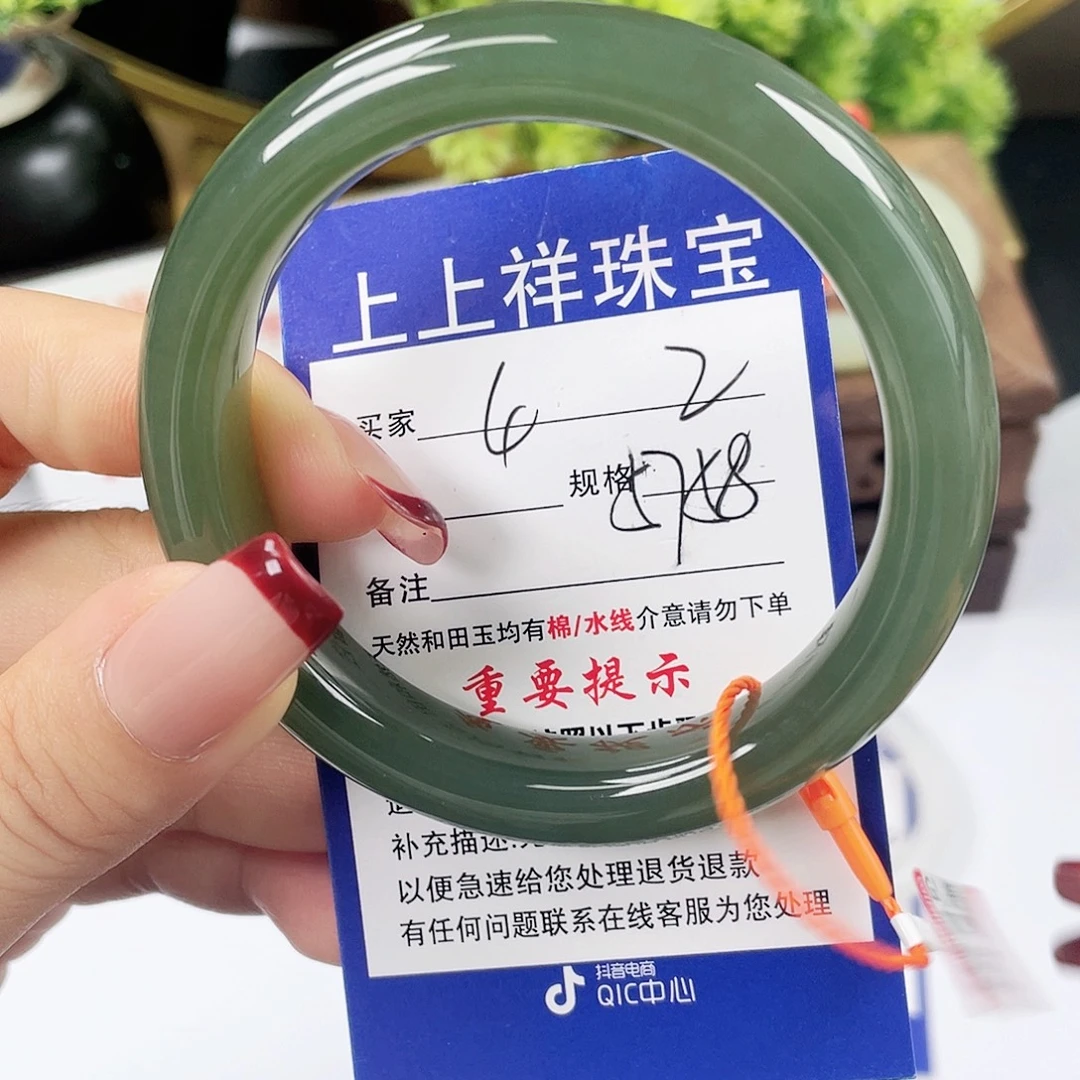 上上祥珠宝
买家 6 2
规格 5758
备注
天然和田玉均有棉/水线介意请勿下单
重要提示
补充描述
以便急速给您处理退货退款
有任何问题联系在线客服为您处理
抖音电商
QIC中心